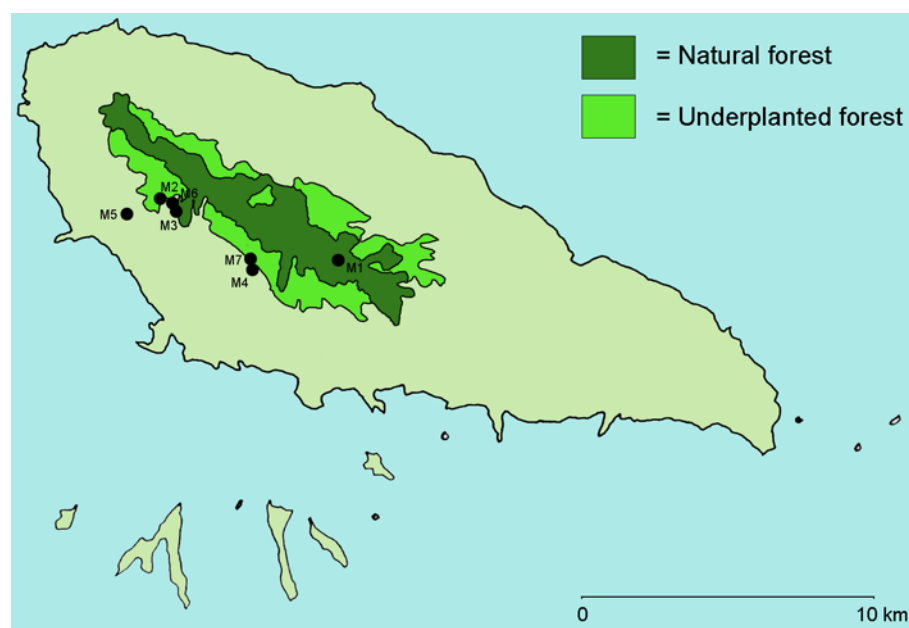 = Natural forest
= Underplanted forest
M2
M6
M5
M3
M7
M1
M4
0 10 km